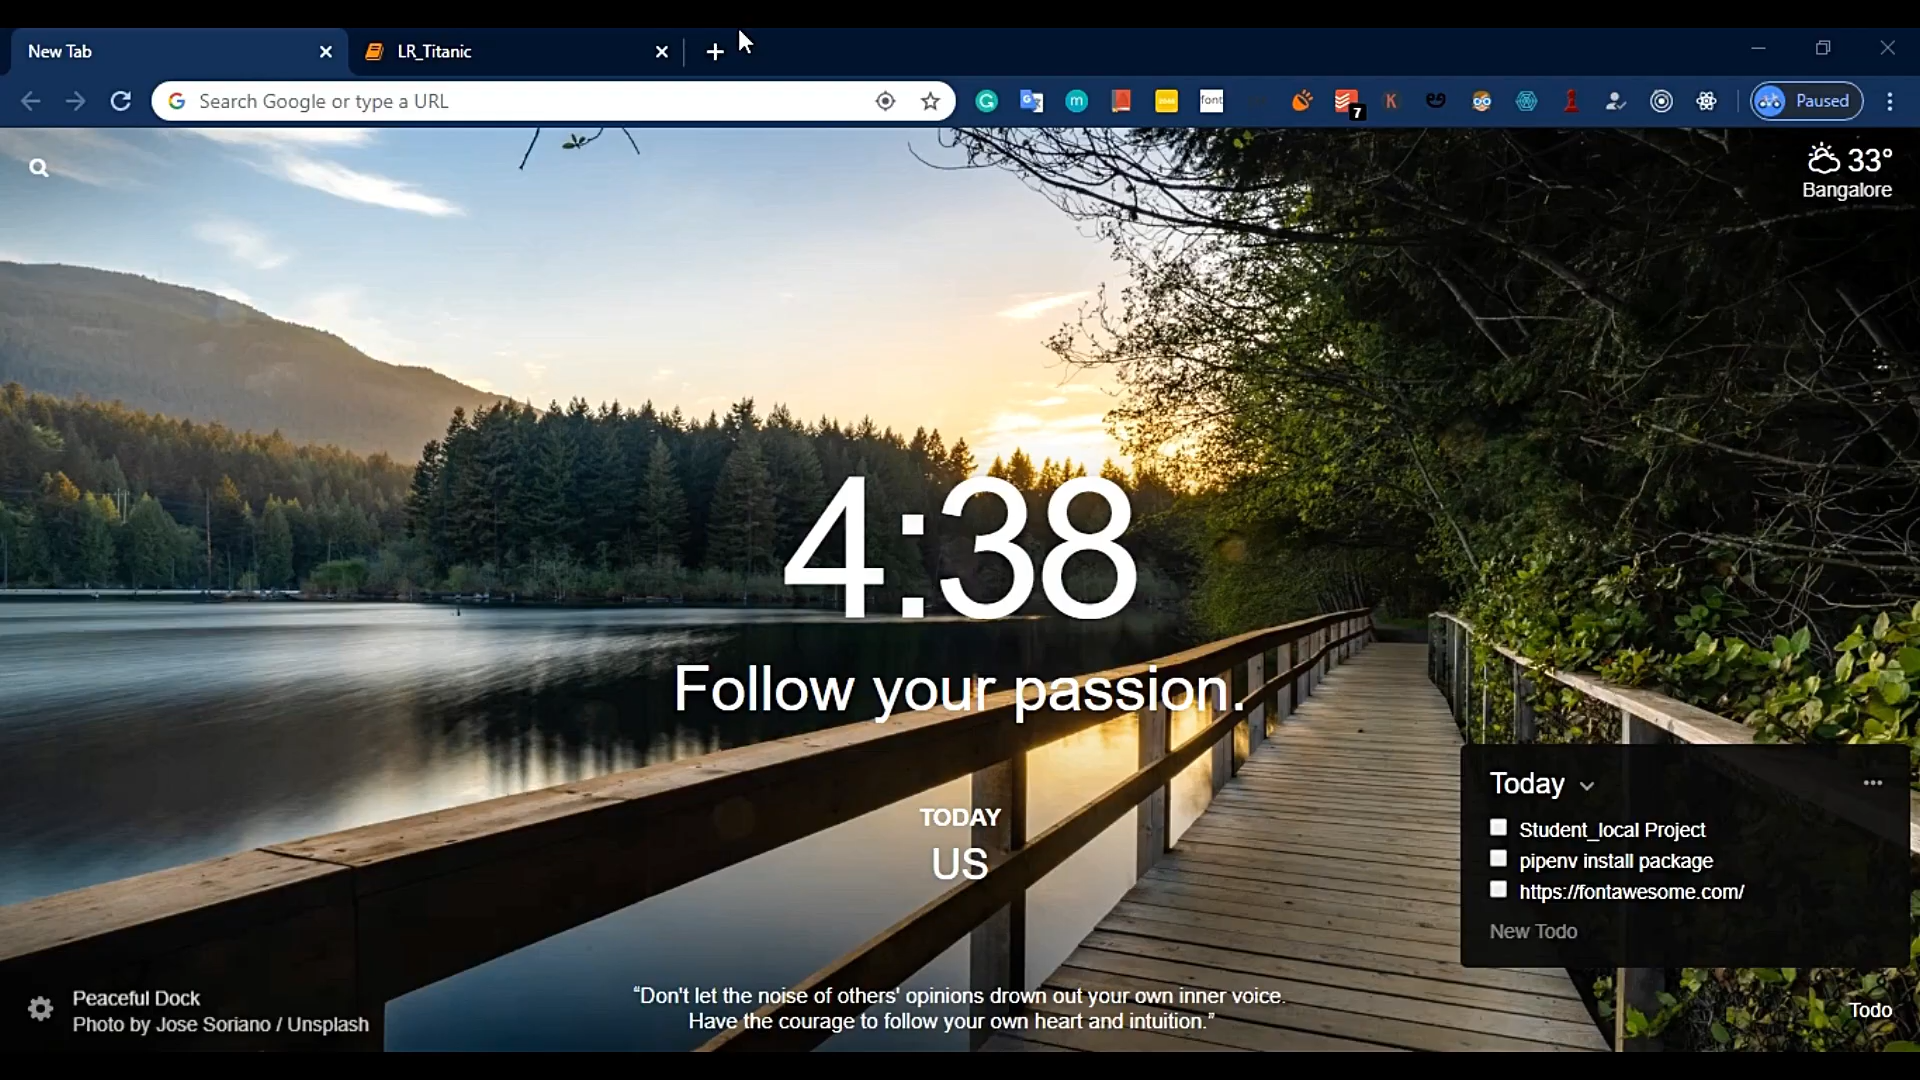 New Tab
LR_Titanic
Search Google or type a URL
font
7
K
Paused
33°
Bangalore
4:38
Follow your passion.
TODAY
US
Today
Student_local Project
pipenv install package
https://fontawesome.com/
New Todo
Peaceful Dock
Photo by Jose Soriano / Unsplash
“Don't let the noise of others' opinions drown out your own inner voice.
Have the courage to follow your own heart and intuition.”
Todo